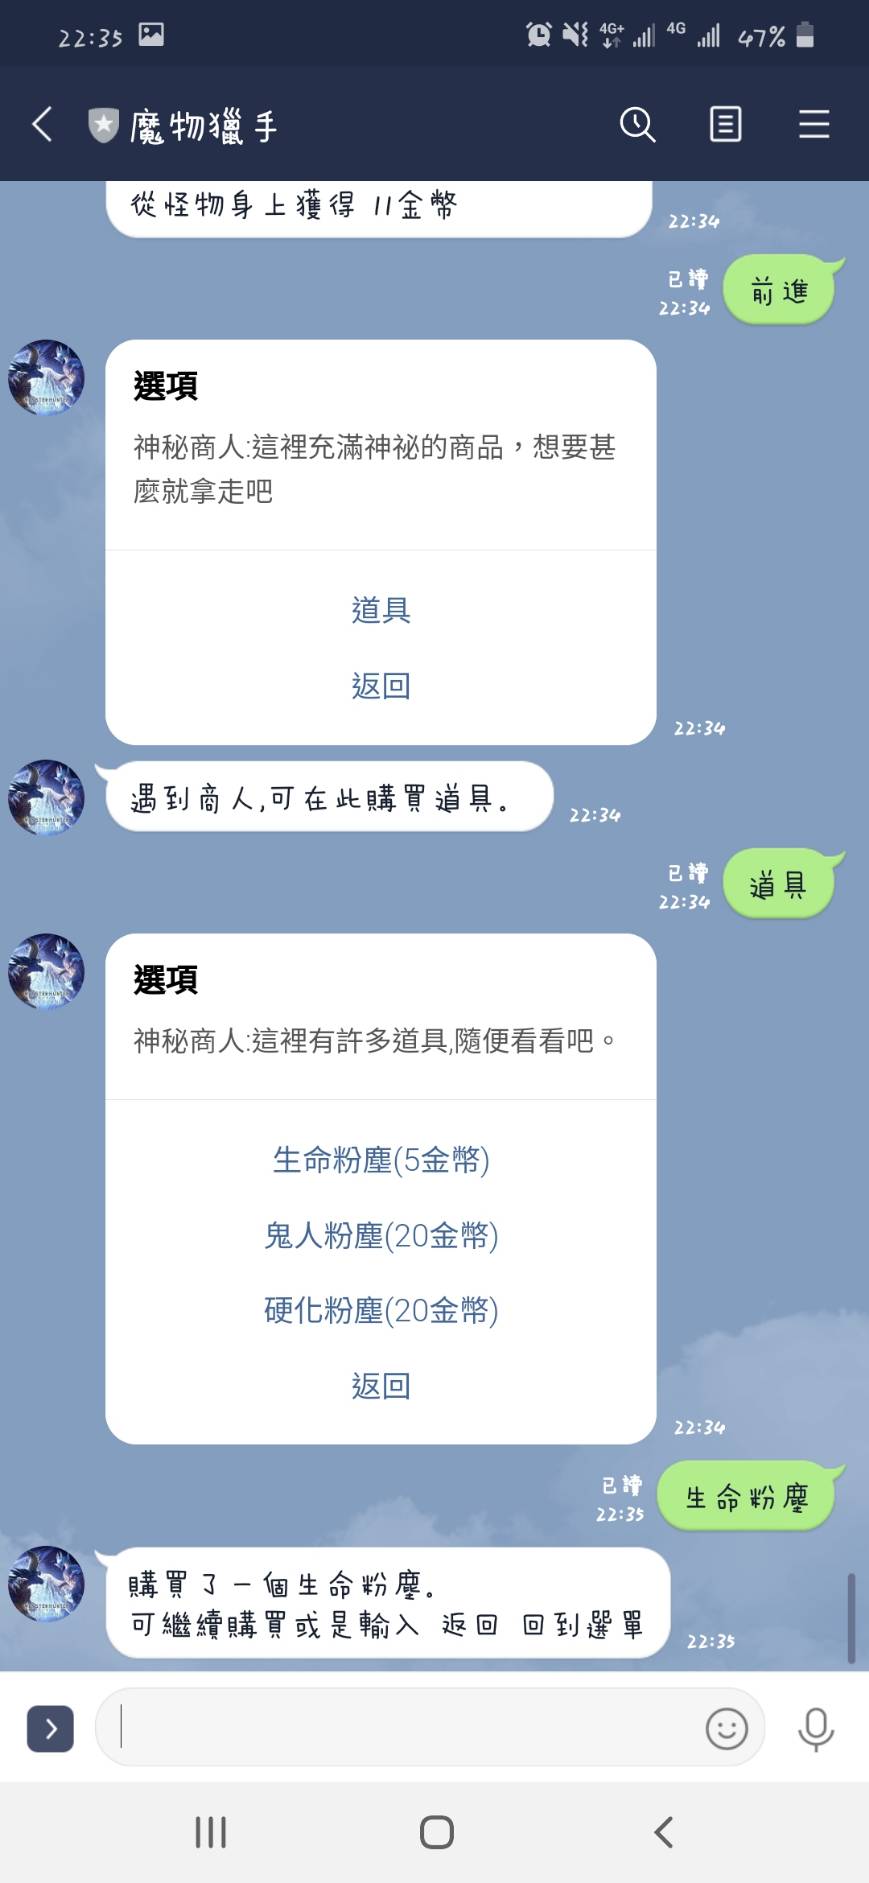 22:35
4G+ 4G 47%
魔物獵手
從怪物身上獲得 11金幣
22:34
已讀
22:34
前進
選項
神秘商人:這裡充滿神祕的商品，想要甚
麼就拿走吧
道具
返回
22:34
遇到商人,可在此購買道具。
22:34
已讀
22:34
道具
選項
神秘商人:這裡有許多道具,隨便看看吧。
生命粉塵(5金幣)
鬼人粉塵(20金幣)
硬化粉塵(20金幣)
返回
22:34
已讀
22:35
生命粉塵
購買了一個生命粉塵。
可繼續購買或是輸入 返回 回到選單
22:35